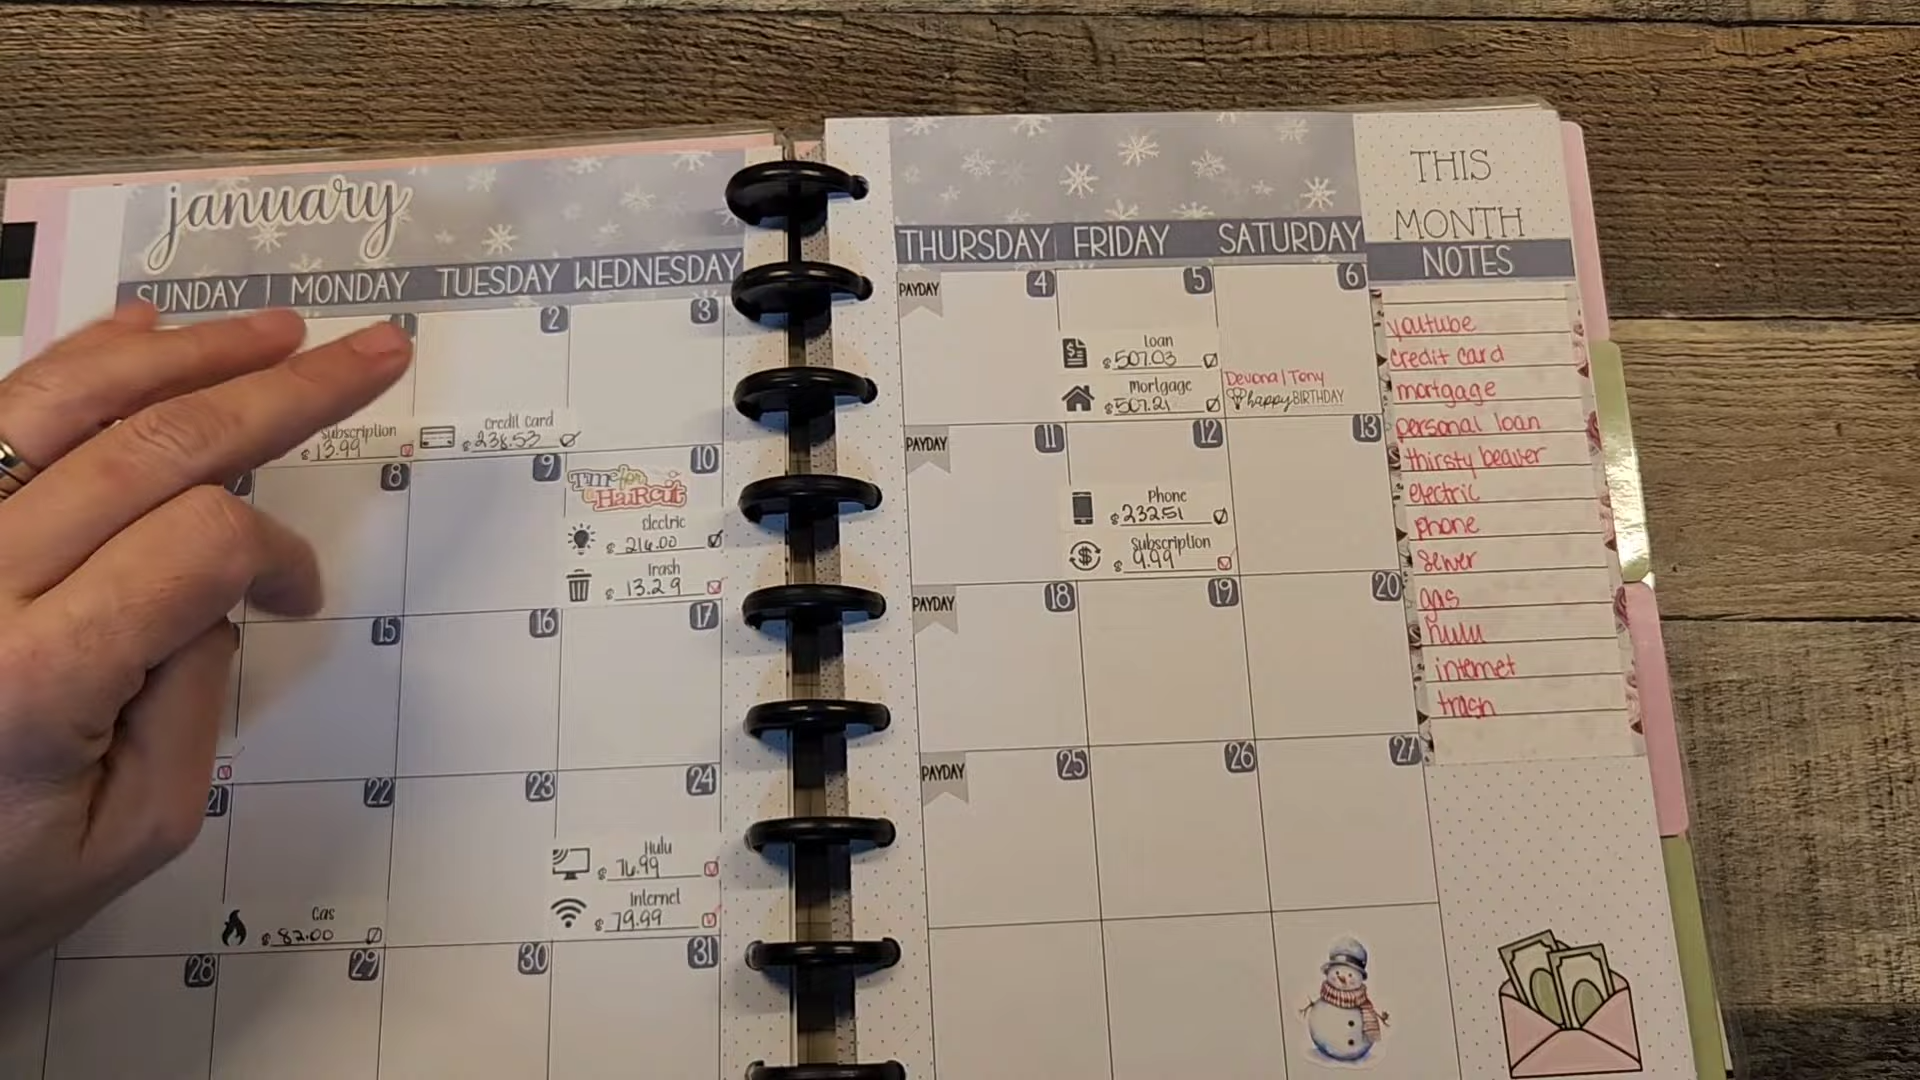 january
SUNDAY MONDAY TUESDAY WEDNESDAY
1 2 3
Subscription
$ 13.99
Credit Card
$ 238.53
7 8 9 10
Time for a HaiRcut
Electric
$ 216.00
Trash
$ 13.29
15 16 17
21 22 23 24
Gas
$ 82.00
Hulu
$ 76.99
Internet
$ 79.99
28 29 30 31
THURSDAY FRIDAY SATURDAY
PAYDAY 4 5 6
Loan
$ 507.03
Mortgage
$ 507.21
Devona/Tony
happy BIRTHDAY
PAYDAY 11 12 13
Phone
$ 232.51
Subscription
$ 9.99
PAYDAY 18 19 20
PAYDAY 25 26 27
THIS
MONTH
NOTES
youtube
credit card
mortgage
personal loan
thirsty beaver
electric
phone
sewer
gas
hulu
internet
trash